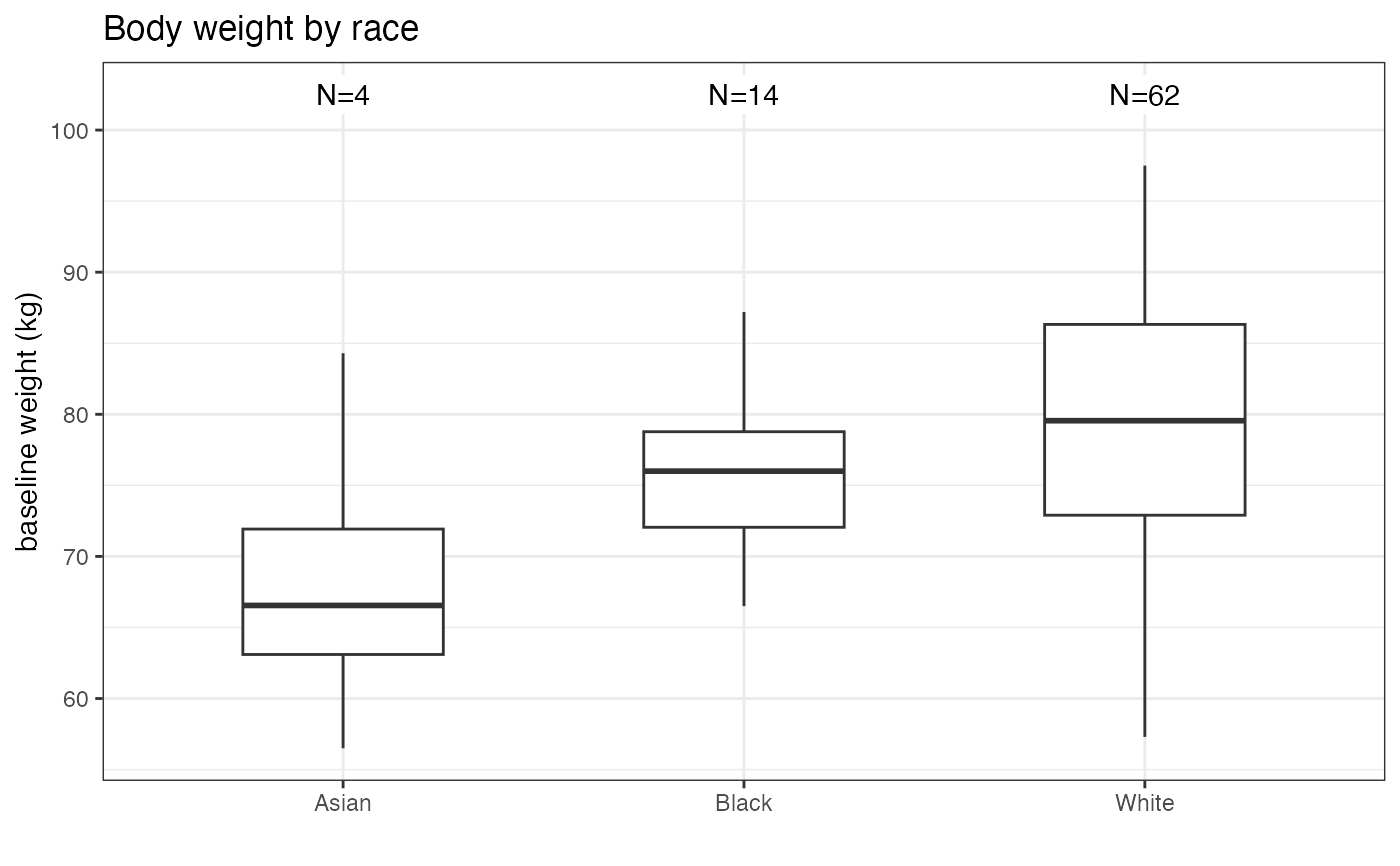 Body weight by race
N=4 N=14 N=62
100
90
80
70
60
baseline weight (kg)
Asian Black White